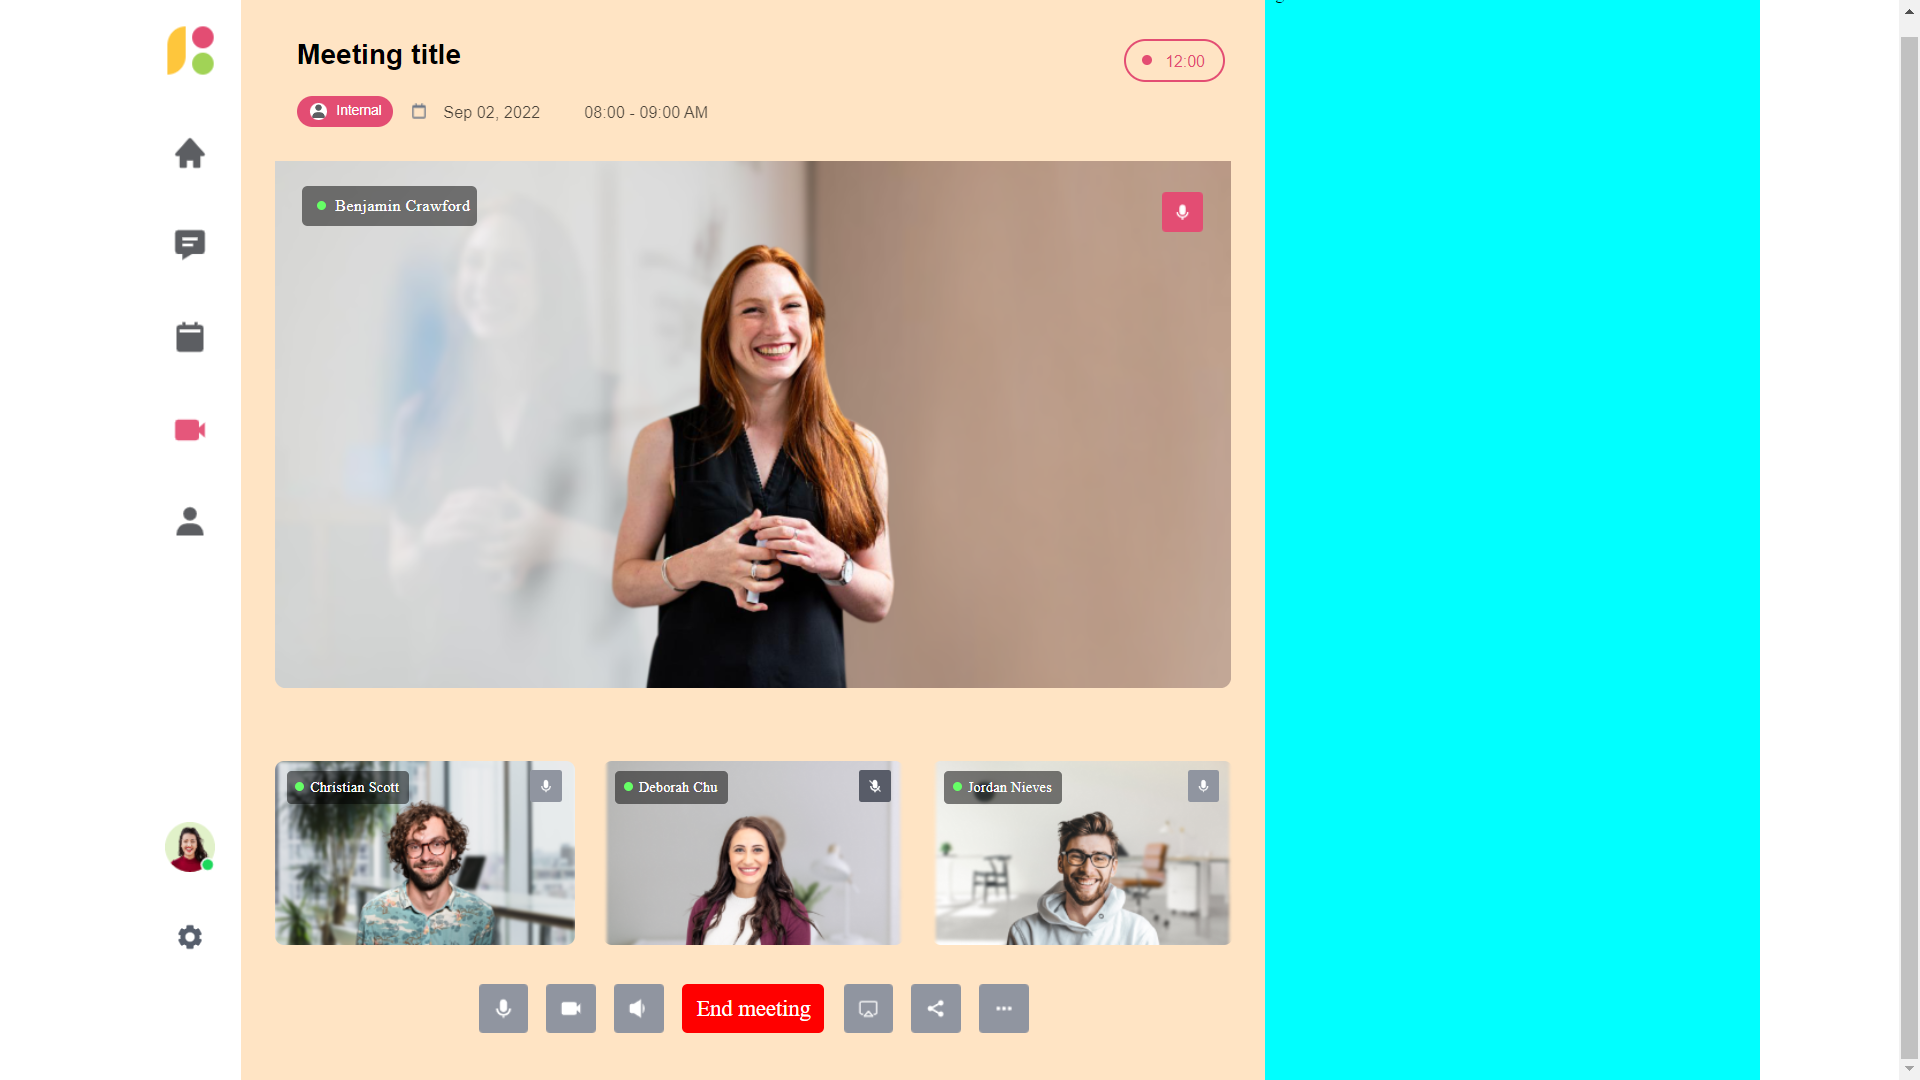 Meeting title
12:00
Internal
Sep 02, 2022
08:00 - 09:00 AM
Benjamin Crawford
Christian Scott
Deborah Chu
Jordan Nieves
End meeting